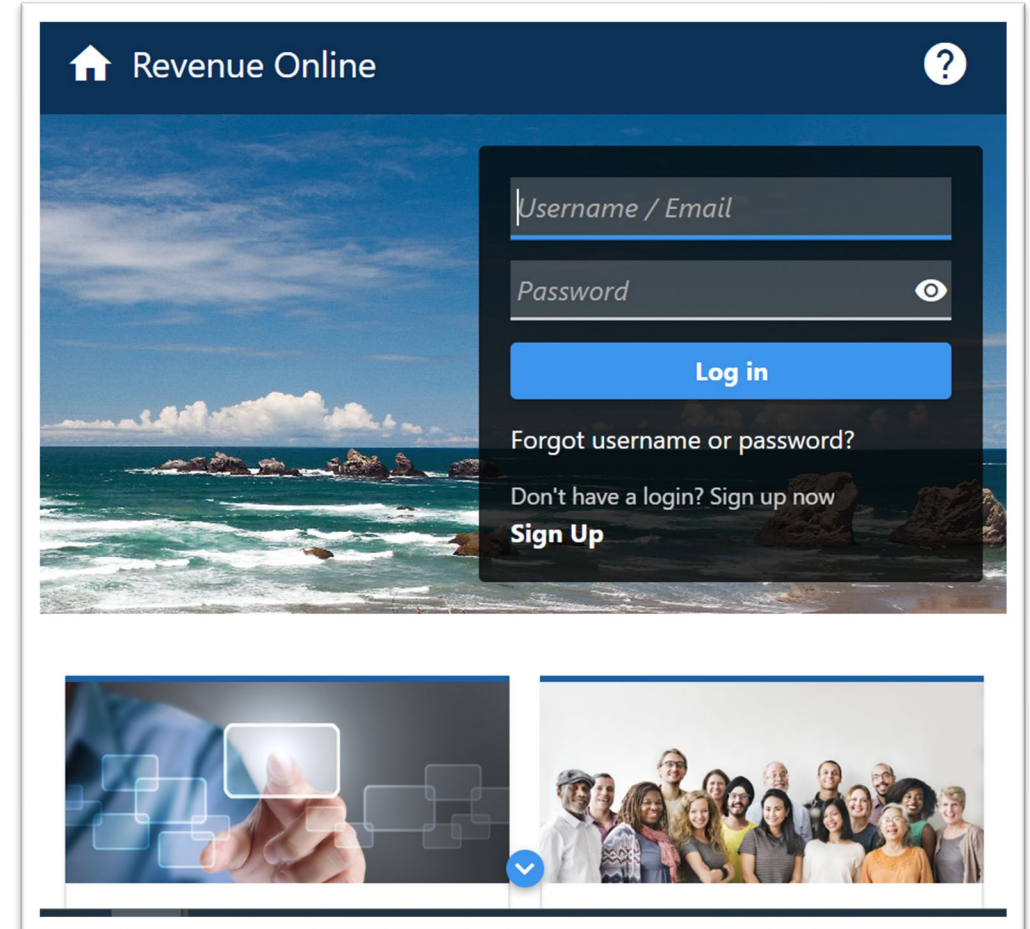 Revenue Online
?
Username / Email
Password
Log in
Forgot username or password?
Don't have a login? Sign up now
Sign Up